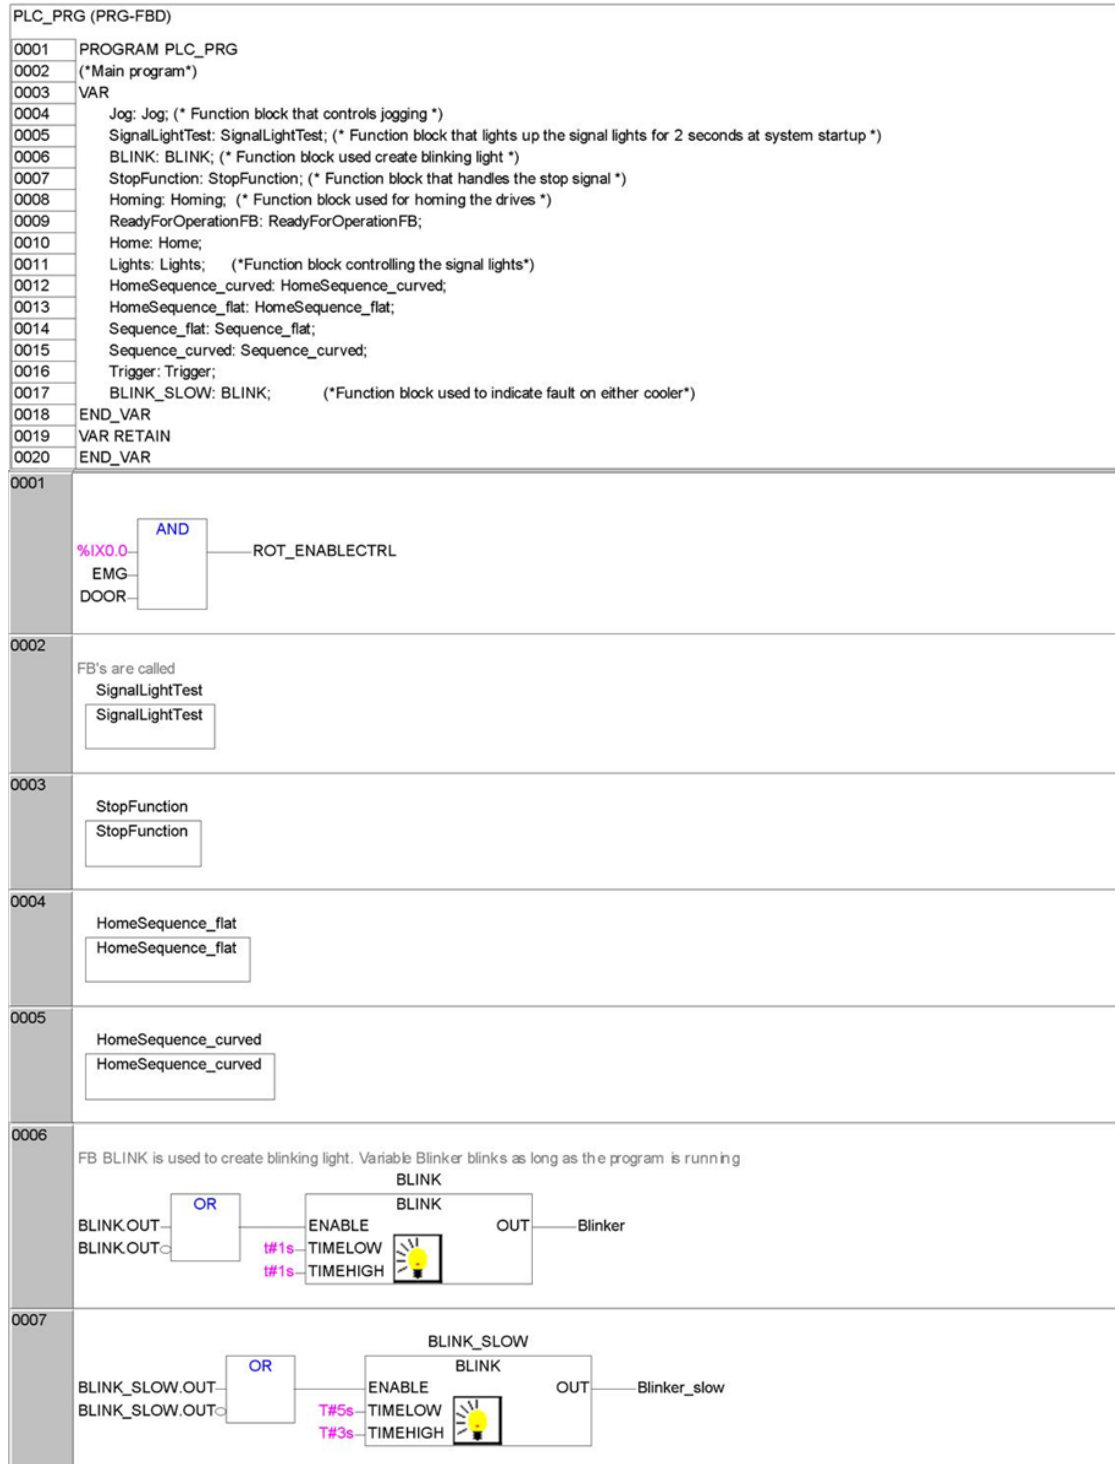 PLC_PRG (PRG-FBD)
0001 PROGRAM PLC_PRG
0002 (*Main program*)
0003 VAR
0004 Jog: Jog; (* Function block that controls jogging *)
0005 SignalLightTest: SignalLightTest; (* Function block that lights up the signal lights for 2 seconds at system startup *)
0006 BLINK: BLINK; (* Function block used create blinking light *)
0007 StopFunction: StopFunction; (* Function block that handles the stop signal *)
0008 Homing: Homing; (* Function block used for homing the drives *)
0009 ReadyForOperationFB: ReadyForOperationFB;
0010 Home: Home;
0011 Lights: Lights; (*Function block controlling the signal lights*)
0012 HomeSequence_curved: HomeSequence_curved;
0013 HomeSequence_flat: HomeSequence_flat;
0014 Sequence_flat: Sequence_flat;
0015 Sequence_curved: Sequence_curved;
0016 Trigger: Trigger;
0017 BLINK_SLOW: BLINK; (*Function block used to indicate fault on either cooler*)
0018 END_VAR
0019 VAR RETAIN
0020 END_VAR
0001
AND
%IX0.0 ROT_ENABLECTRL
EMG
DOOR
0002
FB's are called
SignalLightTest
SignalLightTest
0003
StopFunction
StopFunction
0004
HomeSequence_flat
HomeSequence_flat
0005
HomeSequence_curved
HomeSequence_curved
0006
FB BLINK is used to create blinking light. Variable Blinker blinks as long as the program is running
BLINK
OR BLINK
BLINK.OUT ENABLE OUT Blinker
BLINK.OUT t#1s TIMELOW
t#1s TIMEHIGH
0007
BLINK_SLOW
OR BLINK
BLINK_SLOW.OUT ENABLE OUT Blinker_slow
BLINK_SLOW.OUT T#5s TIMELOW
T#3s TIMEHIGH